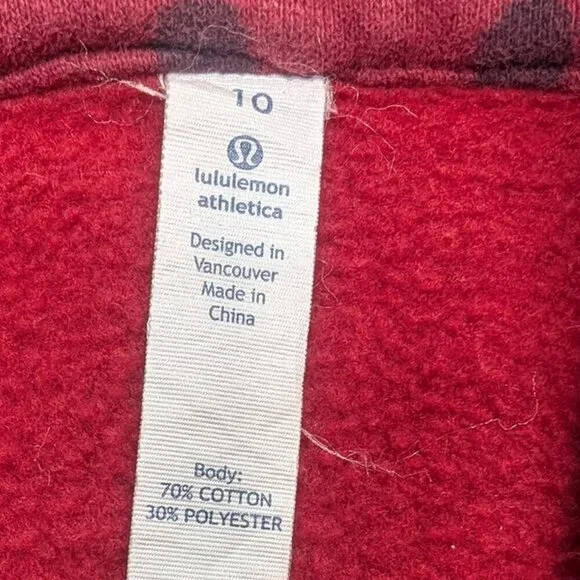 10
lululemon
athletica
Designed in
Vancouver
Made in
China
Body:
70% COTTON
30% POLYESTER